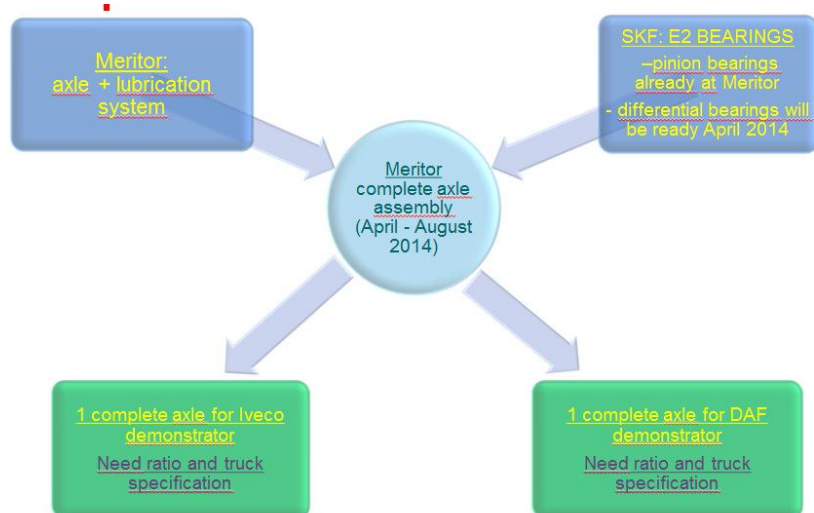 Meritor:
axle + lubrication
system
SKF: E2 BEARINGS
–pinion bearings
already at Meritor
- differential bearings will
be ready April 2014
Meritor
complete axle
assembly
(April - August
2014)
1 complete axle for Iveco
demonstrator
Need ratio and truck
specification
1 complete axle for DAF
demonstrator
Need ratio and truck
specification